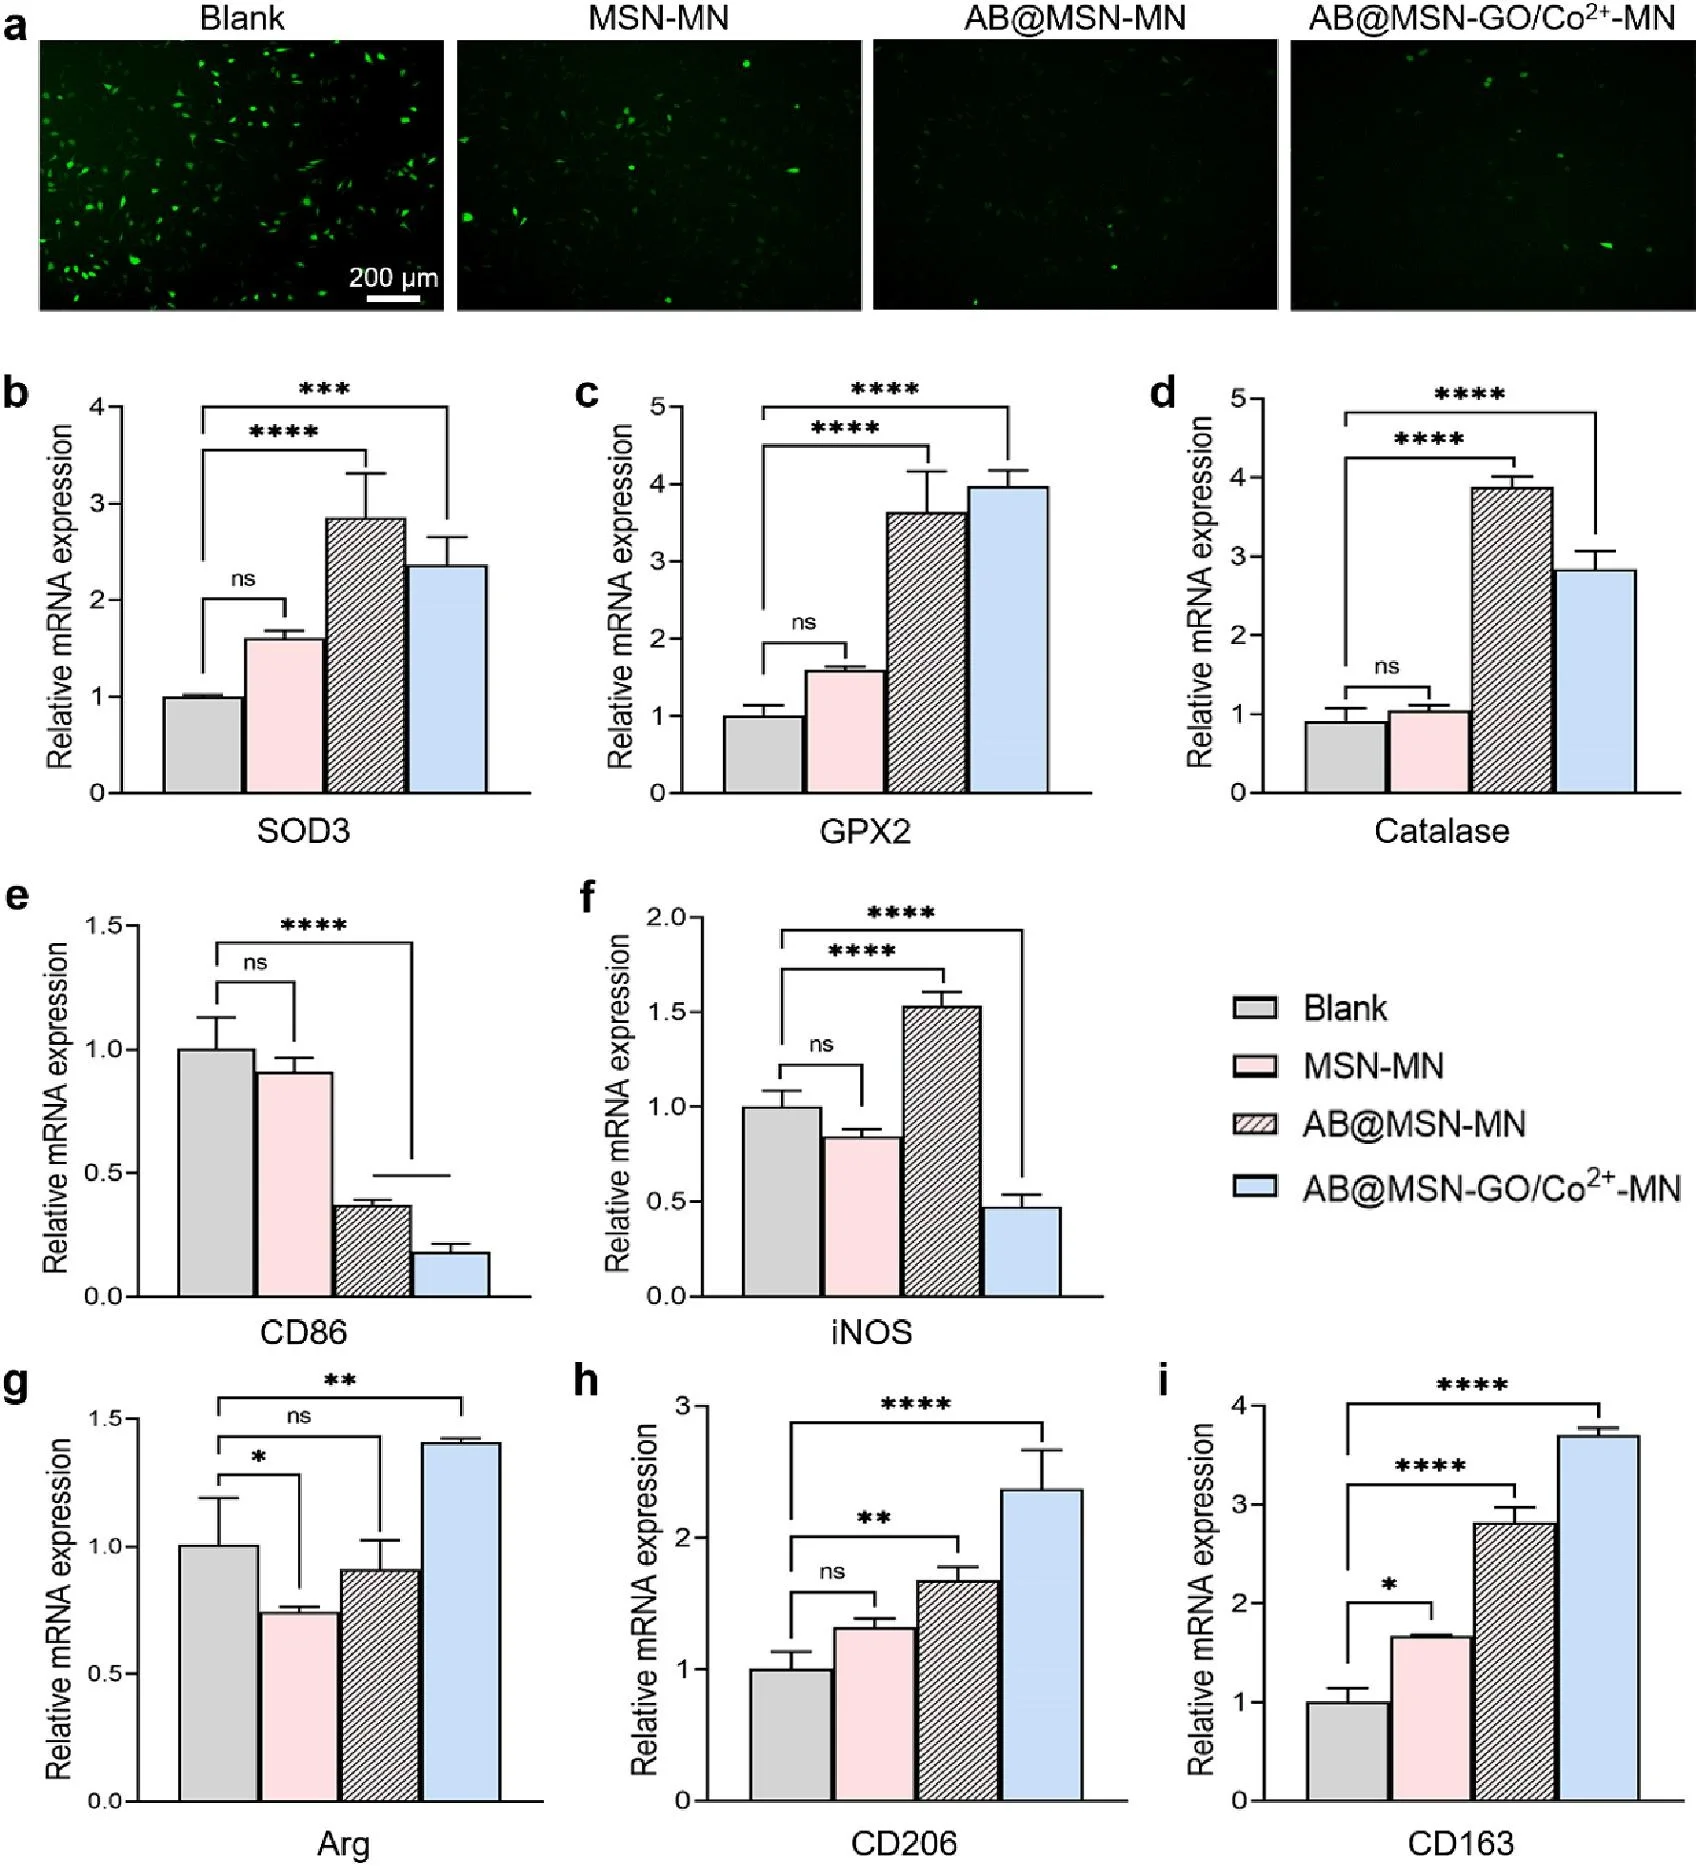 a
Blank
MSN-MN
AB@MSN-MN
AB@MSN-GO/Co²⁺-MN
200 μm
b
Relative mRNA expression
4
3
2
1
0
***
****
ns
SOD3
c
Relative mRNA expression
5
4
3
2
1
0
****
****
ns
GPX2
d
Relative mRNA expression
5
4
3
2
1
0
****
****
ns
Catalase
e
Relative mRNA expression
1.5
1.0
0.5
0.0
****
ns
CD86
f
Relative mRNA expression
2.0
1.5
1.0
0.5
0.0
****
****
ns
iNOS
Blank
MSN-MN
AB@MSN-MN
AB@MSN-GO/Co²⁺-MN
g
Relative mRNA expression
1.5
1.0
0.5
0.0
**
ns
*
Arg
h
Relative mRNA expression
3
2
1
0
****
**
ns
CD206
i
Relative mRNA expression
4
3
2
1
0
****
****
*
CD163